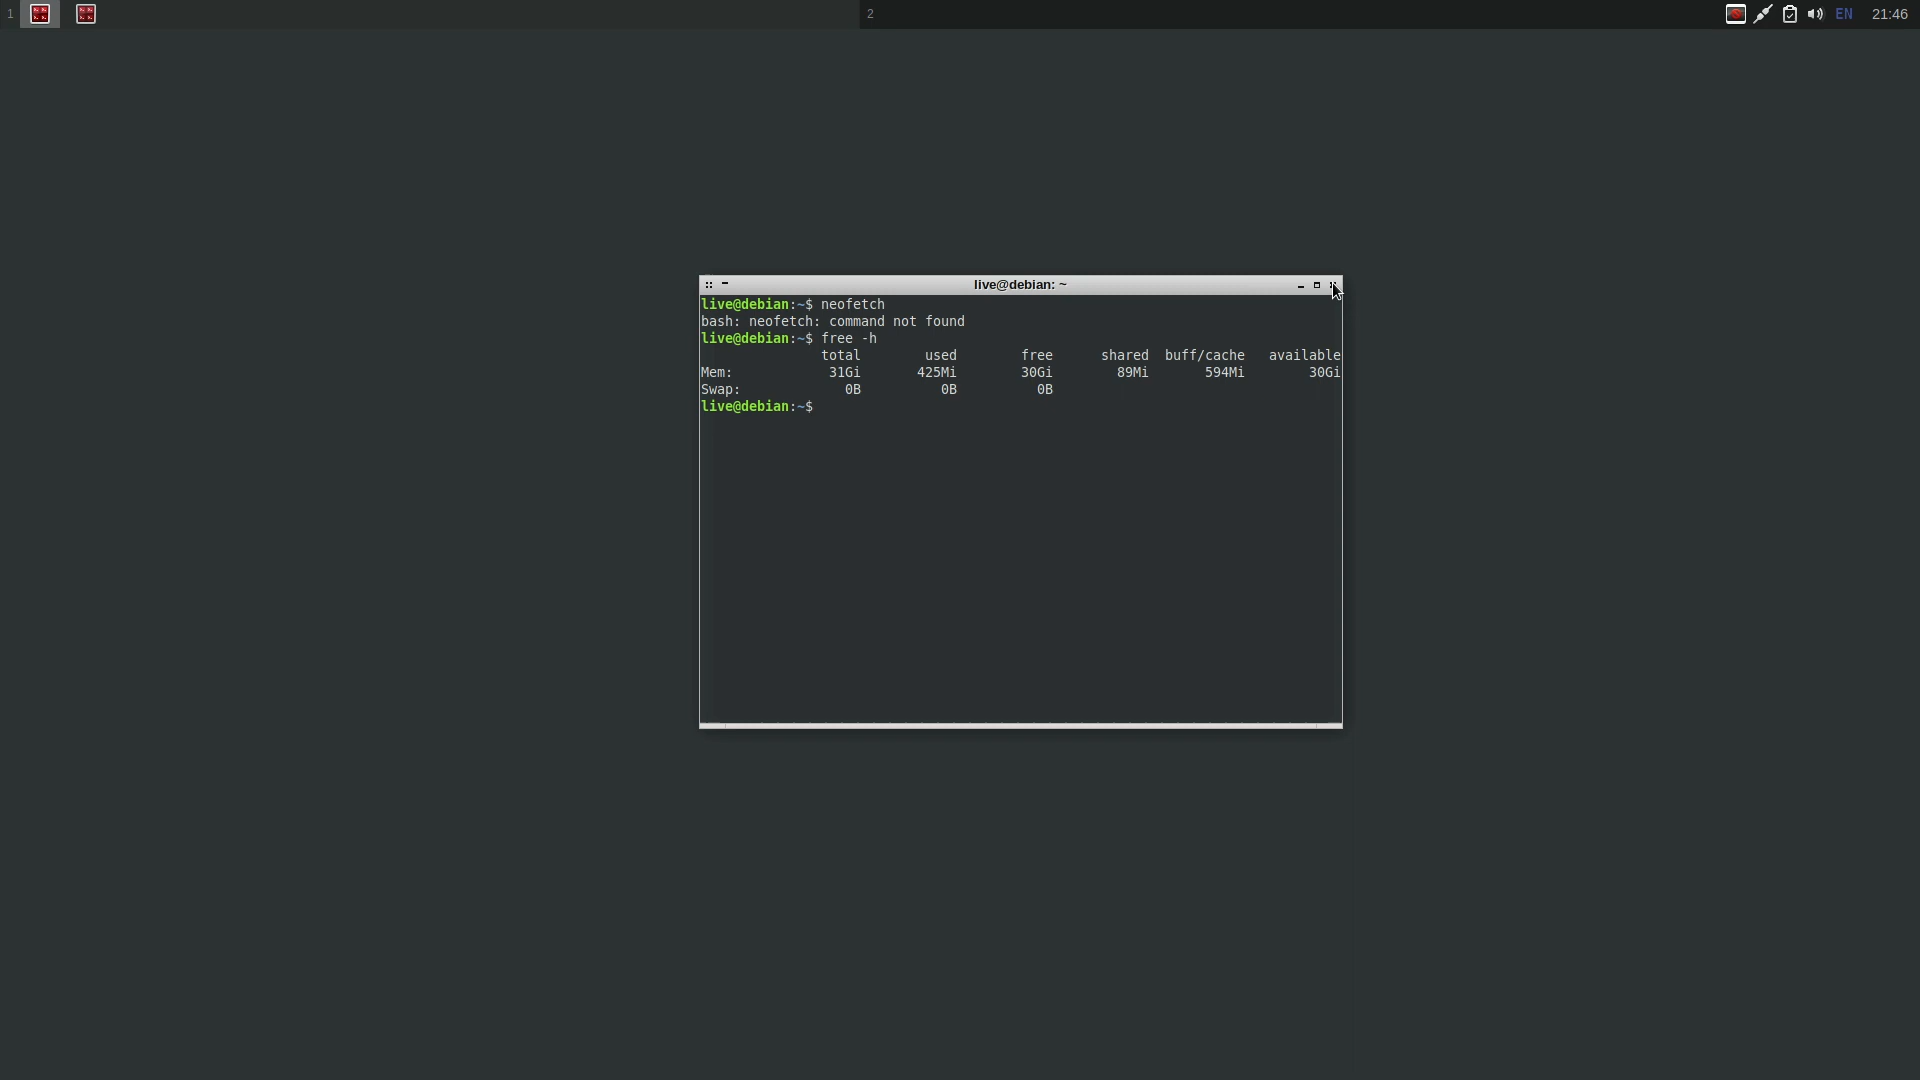 1 2 EN 21:46
live@debian: ~
live@debian:~$ neofetch
bash: neofetch: command not found
live@debian:~$ free -h
total used free shared buff/cache available
Mem: 31Gi 425Mi 30Gi 89Mi 594Mi 30Gi
Swap: 0B 0B 0B
live@debian:~$